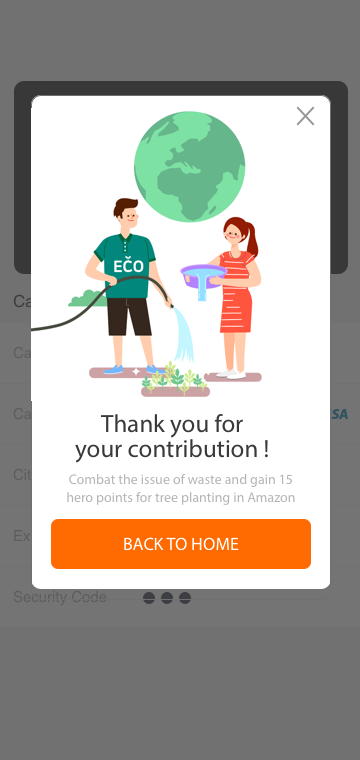 EČO
Ca
Ca
Ca
SA
Cit
Ex
Thank you for
your contribution !
Combat the issue of waste and gain 15
hero points for tree planting in Amazon
BACK TO HOME
Security Code